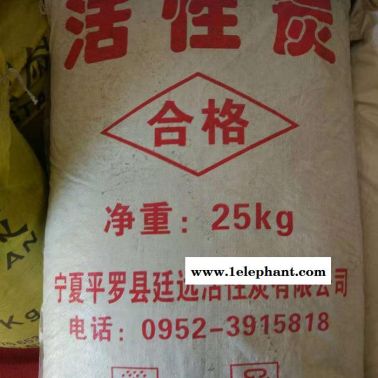 活性炭
合格
净重：25kg
www.1elephant.com
宁夏平罗县廷远活性炭有限公司
电话：0952-3915818